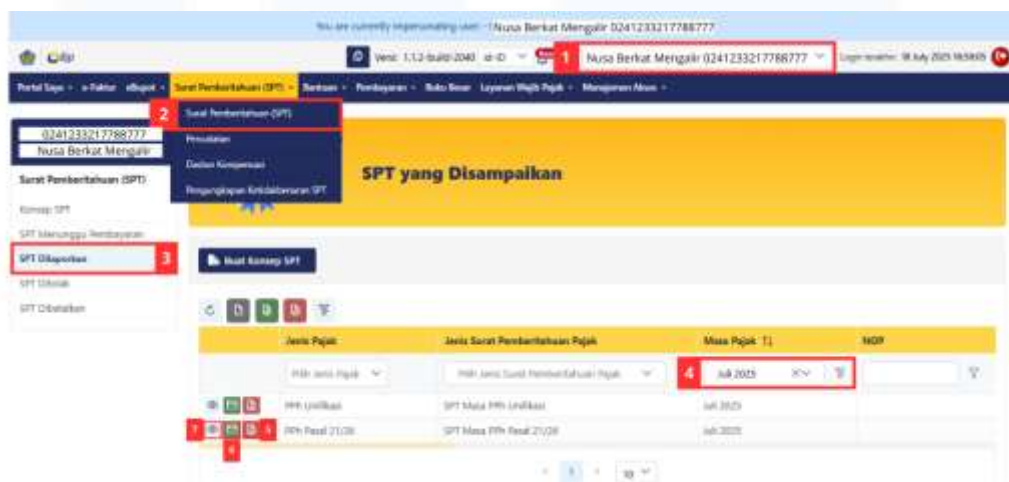 You are currently impersonating user: Nusa Berkat Mengalir 0241233217788777
djp
Versi: 1.1.2-build-2040 id-ID 1 Nusa Berkat Mengalir 0241233217788777 Login terakhir: 18 July 2025
Portal Saya e-Faktur eBupot Surat Pemberitahuan (SPT) Bantuan Pembayaran Buku Besar Layanan Wajib Pajak Manajemen Akses
2 Surat Pemberitahuan (SPT)
Pencatatan
Dasbor Kompensasi
Pengungkapan Ketidakbenaran SPT
0241233217788777
Nusa Berkat Mengalir
Surat Pemberitahuan (SPT)
Konsep SPT
SPT Menunggu Pembayaran
SPT Dilaporkan 3
SPT Ditolak
SPT Dibatalkan
SPT yang Disampaikan
Buat Konsep SPT
Jenis Pajak Jenis Surat Pemberitahuan Pajak Masa Pajak NOP
Pilih Jenis Pajak Pilih Jenis Surat Pemberitahuan Pajak 4 Juli 2025
PPh Unifikasi SPT Masa PPh Unifikasi Juli 2025
7 5 PPh Pasal 21/26 SPT Masa PPh Pasal 21/26 Juli 2025
6
1 10